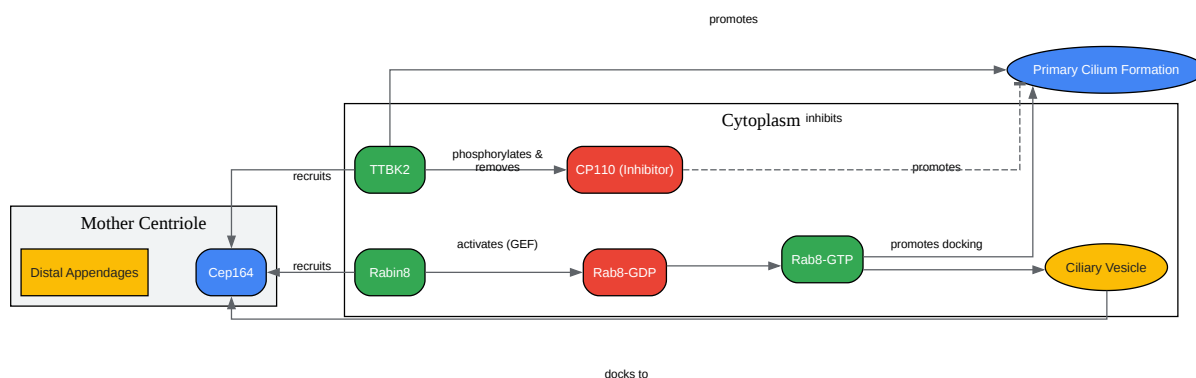 promotes
Primary Cilium Formation
Cytoplasm
inhibits
phosphorylates &
removes
TTBK2
CP110 (Inhibitor)
promotes
recruits
Mother Centriole
Distal Appendages
Cep164
recruits
Rabin8
activates (GEF)
Rab8-GDP
Rab8-GTP
promotes docking
Ciliary Vesicle
docks to